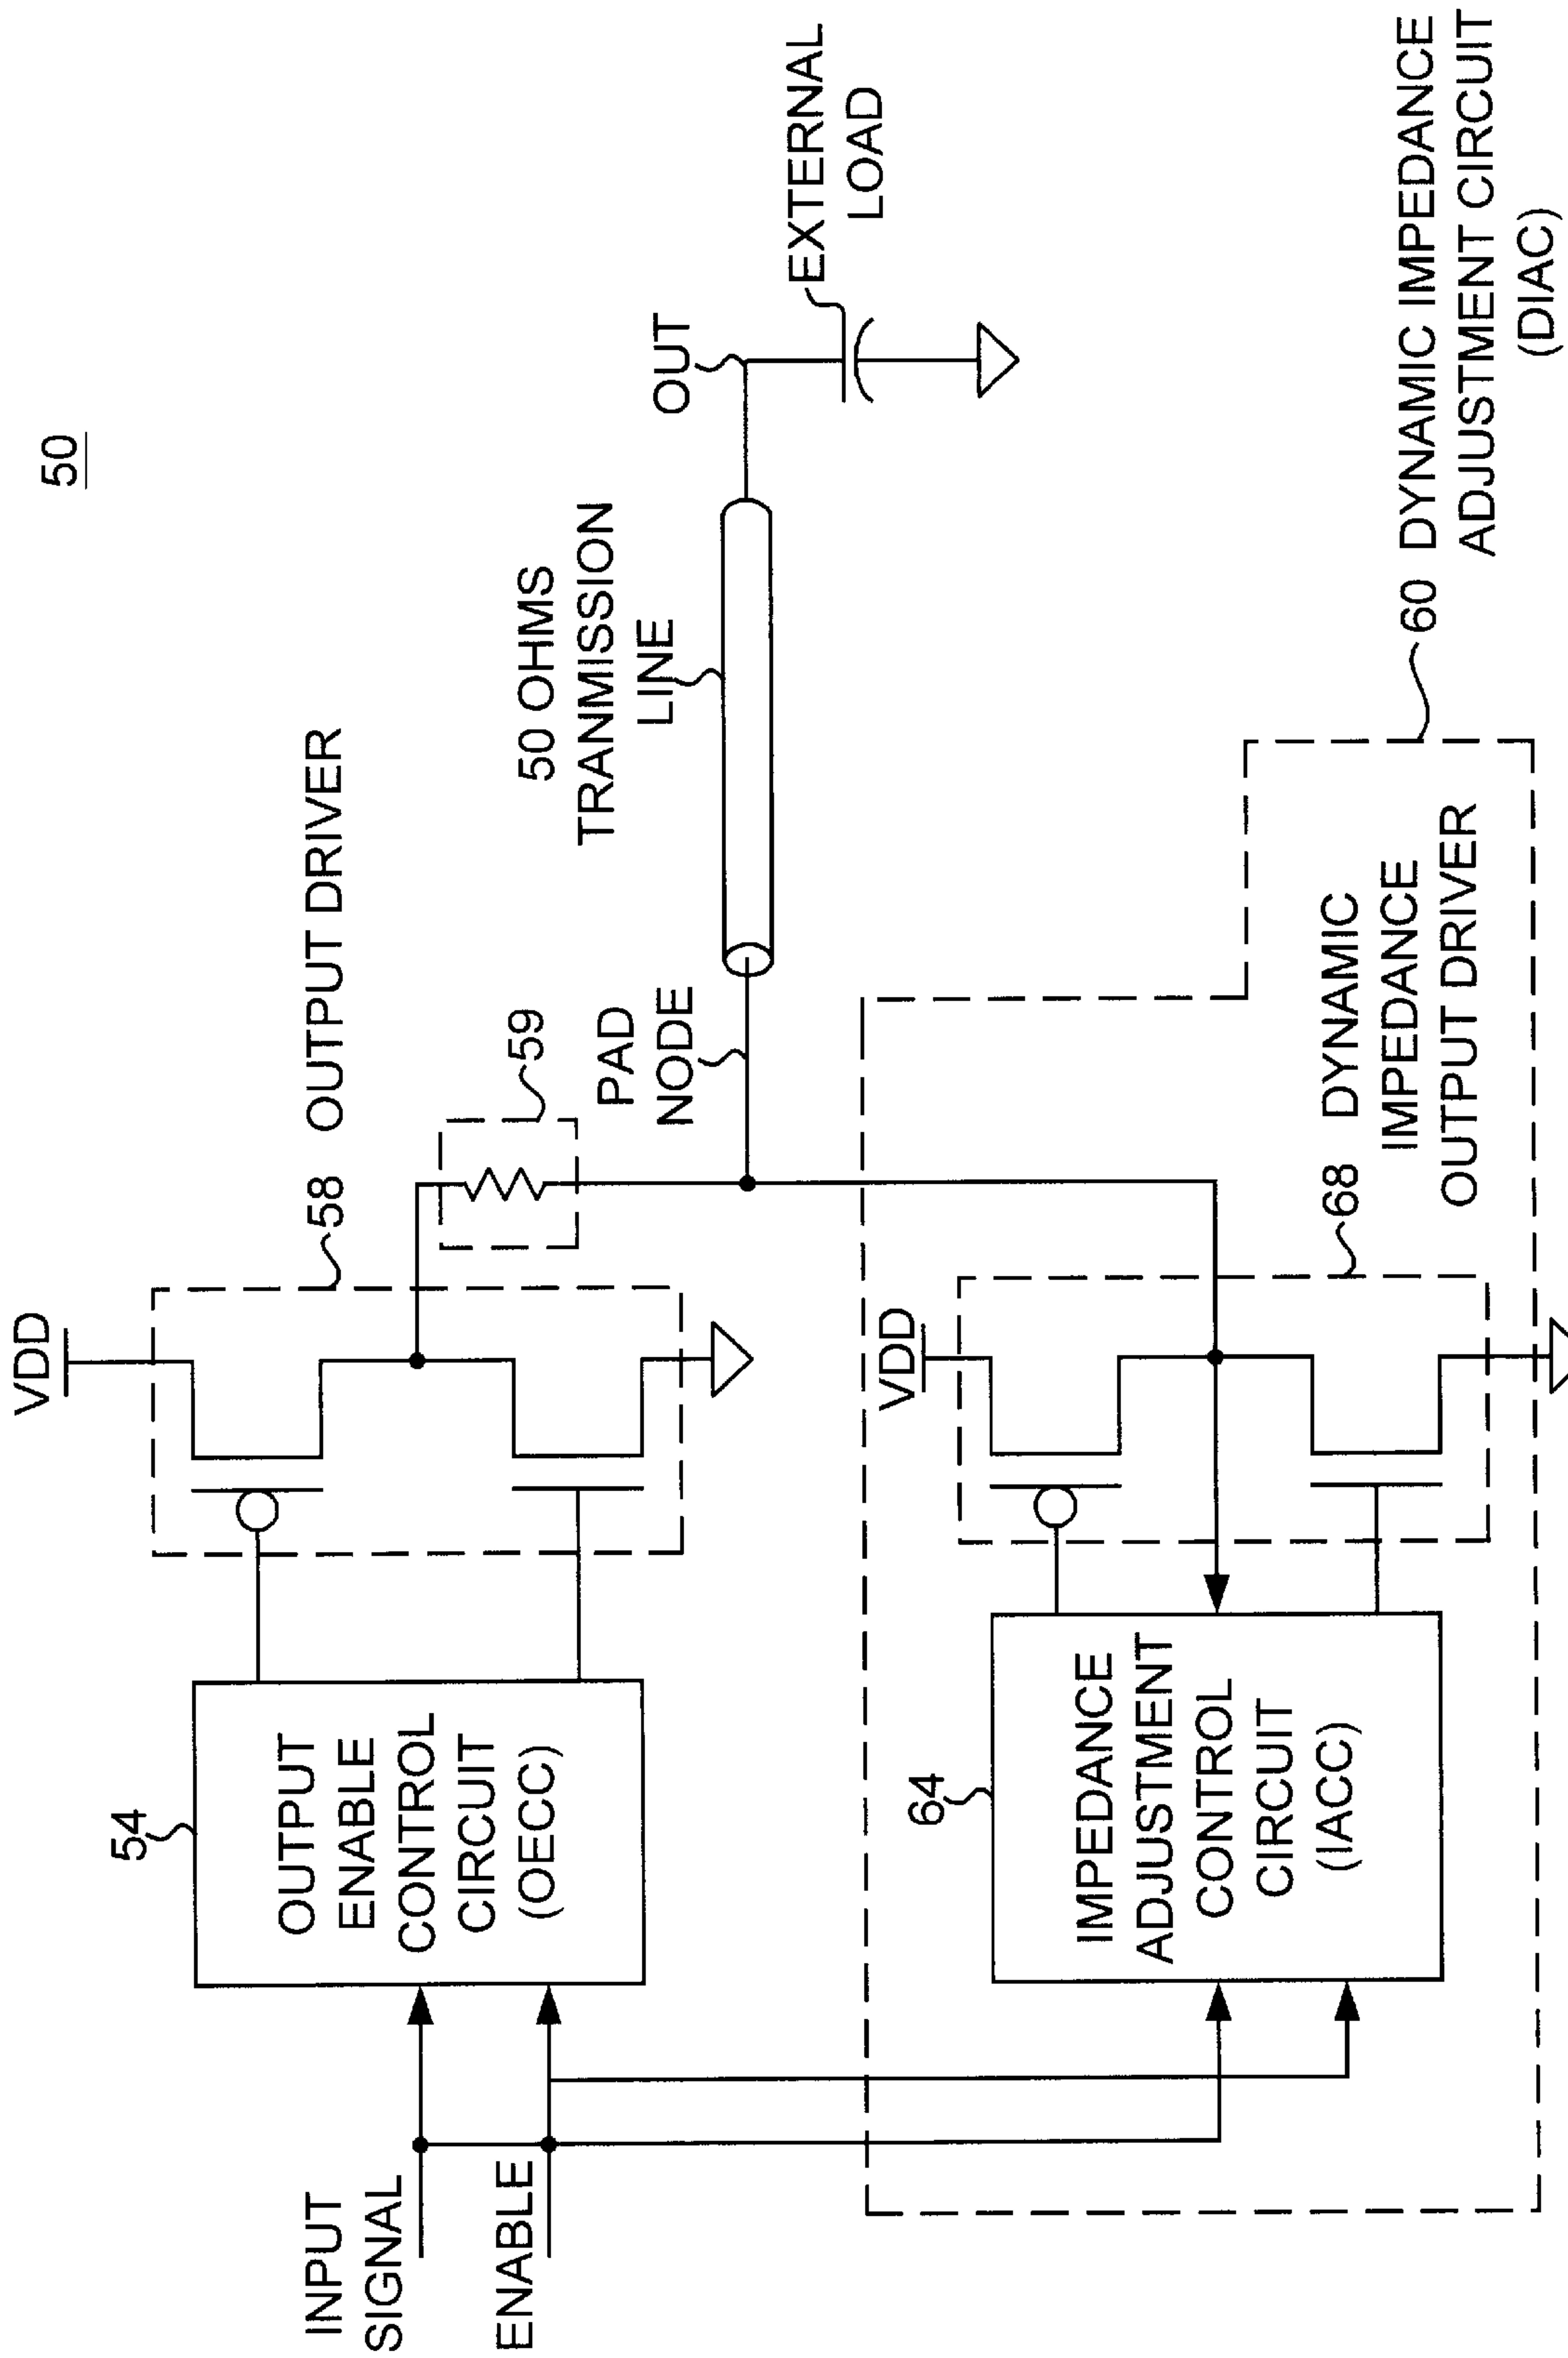 50
VDD
58 OUTPUT DRIVER
54
OUTPUT
ENABLE
CONTROL
CIRCUIT
(OECC)
INPUT
SIGNAL
ENABLE
59
PAD
NODE
50 OHMS
TRANMISSION
LINE
OUT
EXTERNAL
LOAD
VDD
64
IMPEDANCE
ADJUSTMENT
CONTROL
CIRCUIT
(IACC)
68 DYNAMIC
IMPEDANCE
OUTPUT DRIVER
60 DYNAMIC IMPEDANCE
ADJUSTMENT CIRCUIT
(DIAC)